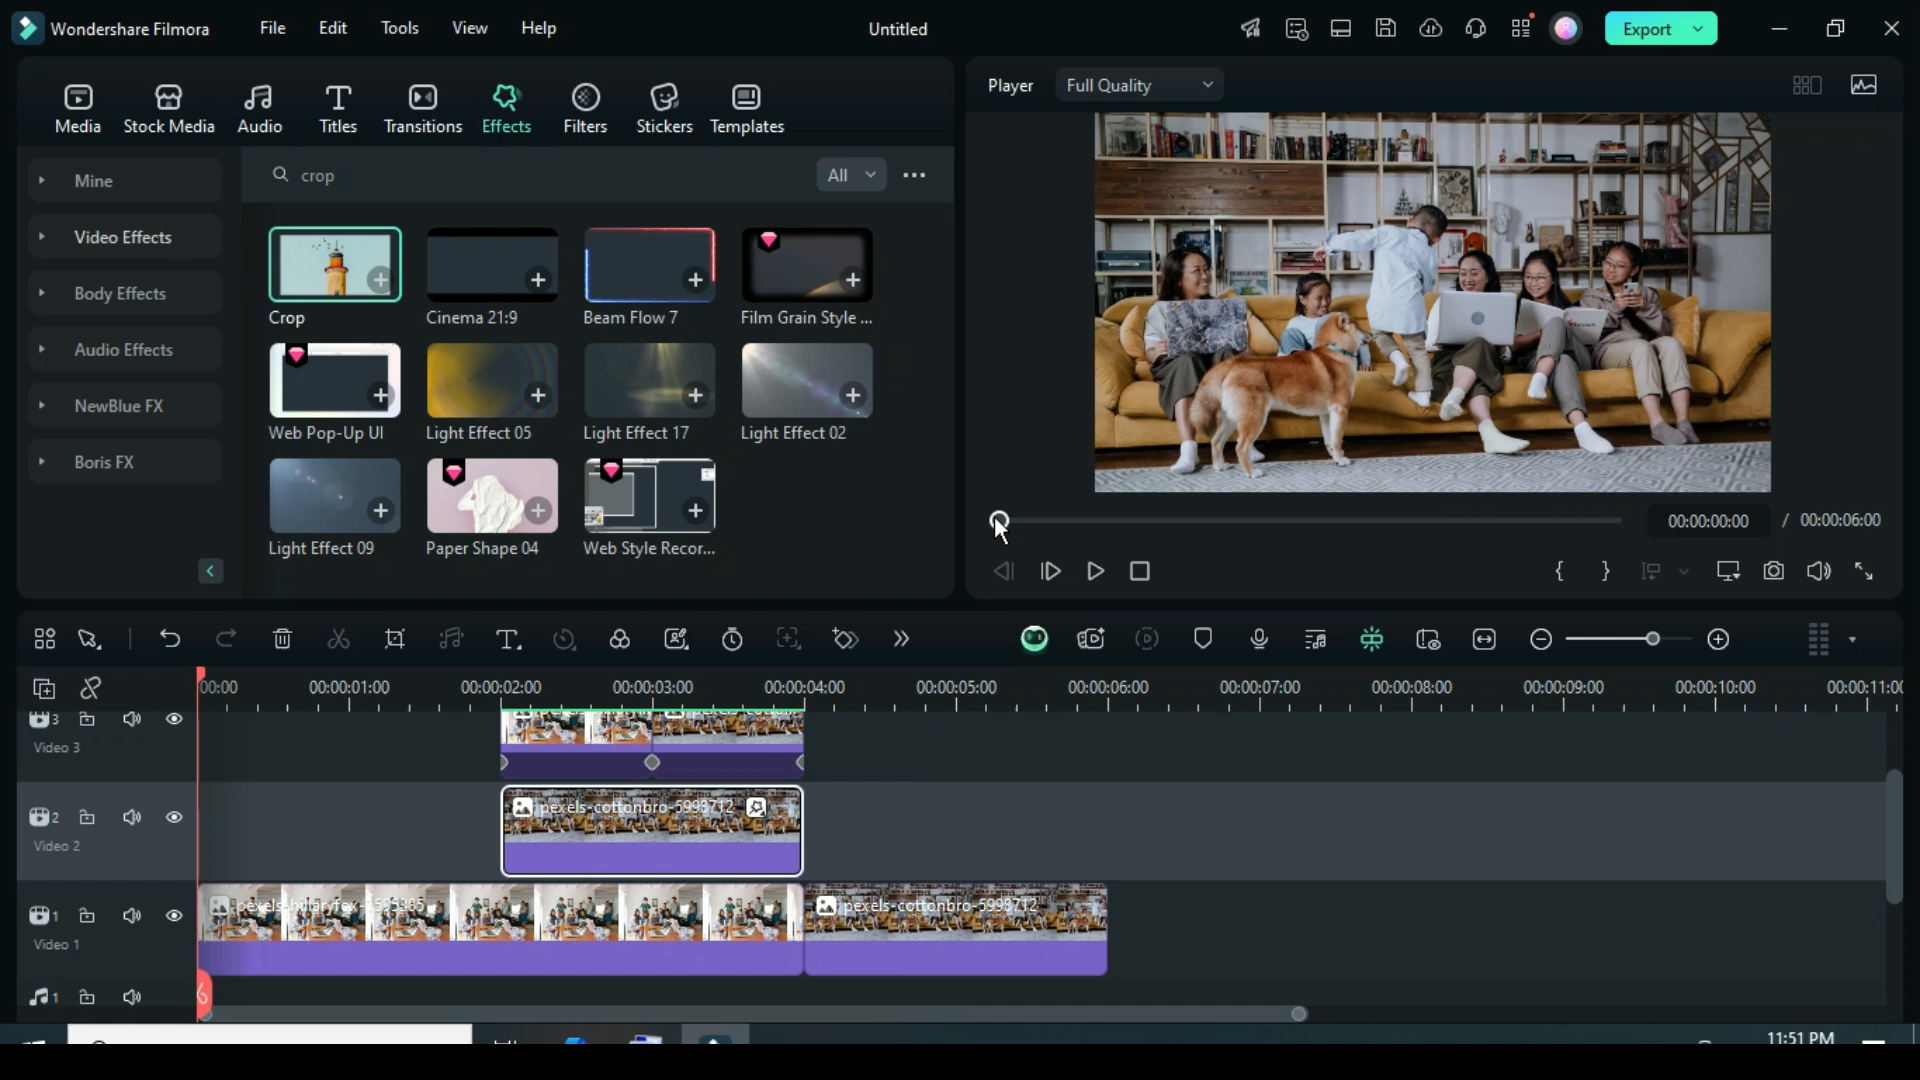 Wondershare Filmora
File
Edit
Tools
View
Help
Untitled
Export
Media
Stock Media
Audio
Titles
Transitions
Effects
Filters
Stickers
Templates
Player
Full Quality
Mine
Video Effects
Body Effects
Audio Effects
NewBlue FX
Boris FX
crop
All
Crop
Cinema 21:9
Beam Flow 7
Film Grain Style ...
Web Pop-Up UI
Light Effect 05
Light Effect 17
Light Effect 02
Light Effect 09
Paper Shape 04
Web Style Recor...
00:00:00:00 / 00:00:06:00
00:00
00:00:01:00
00:00:02:00
00:00:03:00
00:00:04:00
00:00:05:00
00:00:06:00
00:00:07:00
00:00:08:00
00:00:09:00
00:00:10:00
00:00:11:00
3
Video 3
2
Video 2
pexels-cottonbro-5998712
1
Video 1
pexels-cottonbro-5998712
1
11:51 PM